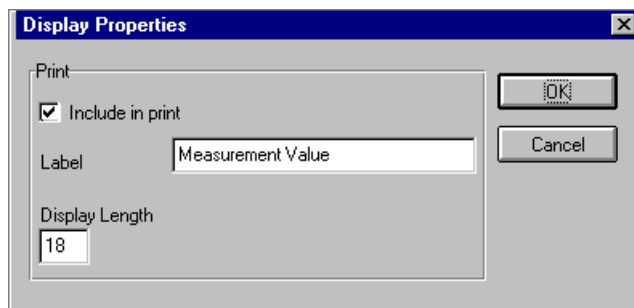 Display Properties
Print
OK
Include in print
Cancel
Label
Measurement Value
Display Length
18